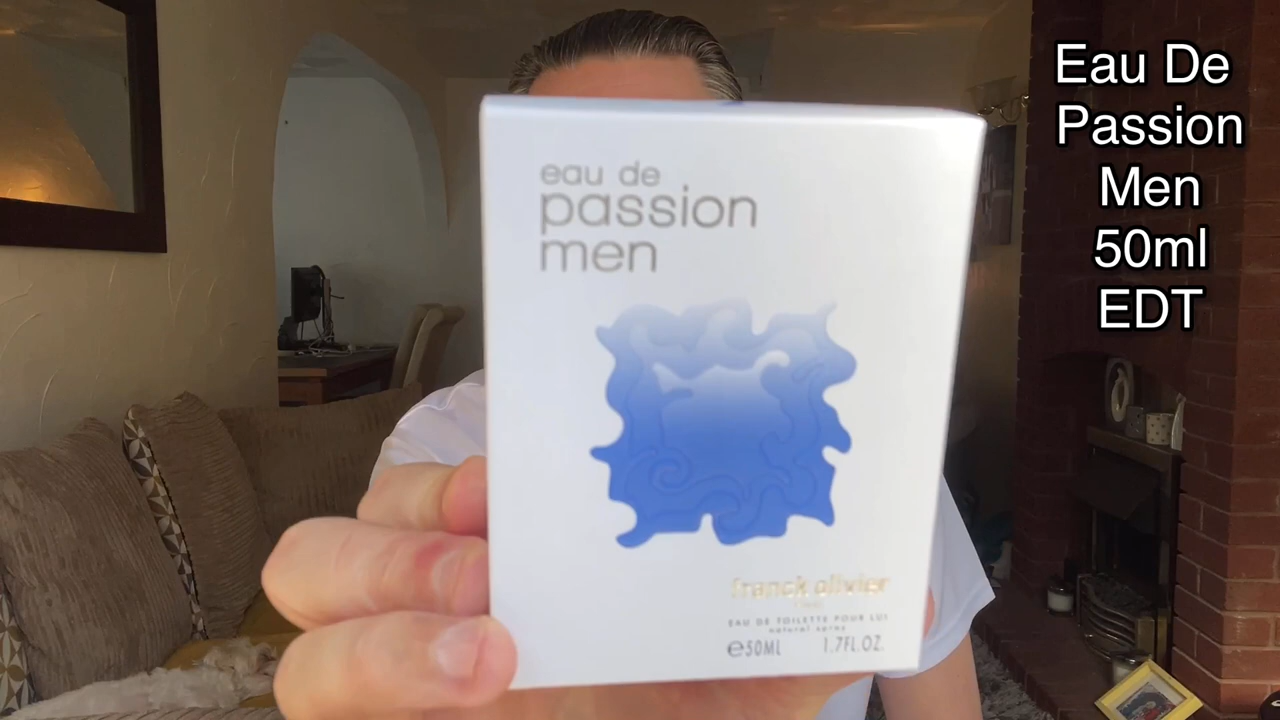 eau de
passion
men
franck olivier
EAU DE TOILETTE POUR LUI
natural spray
e50ML 1.7FL.OZ.
Eau De
Passion
Men
50ml
EDT